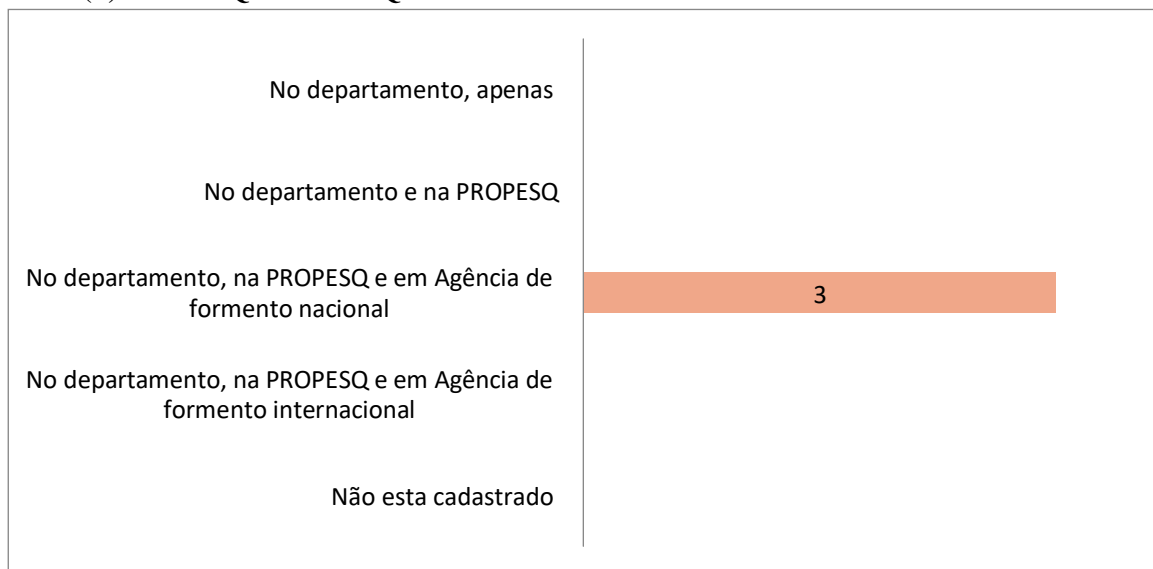 No departamento, apenas
No departamento e na PROPESQ
No departamento, na PROPESQ e em Agência de
formento nacional
3
No departamento, na PROPESQ e em Agência de
formento internacional
Não esta cadastrado